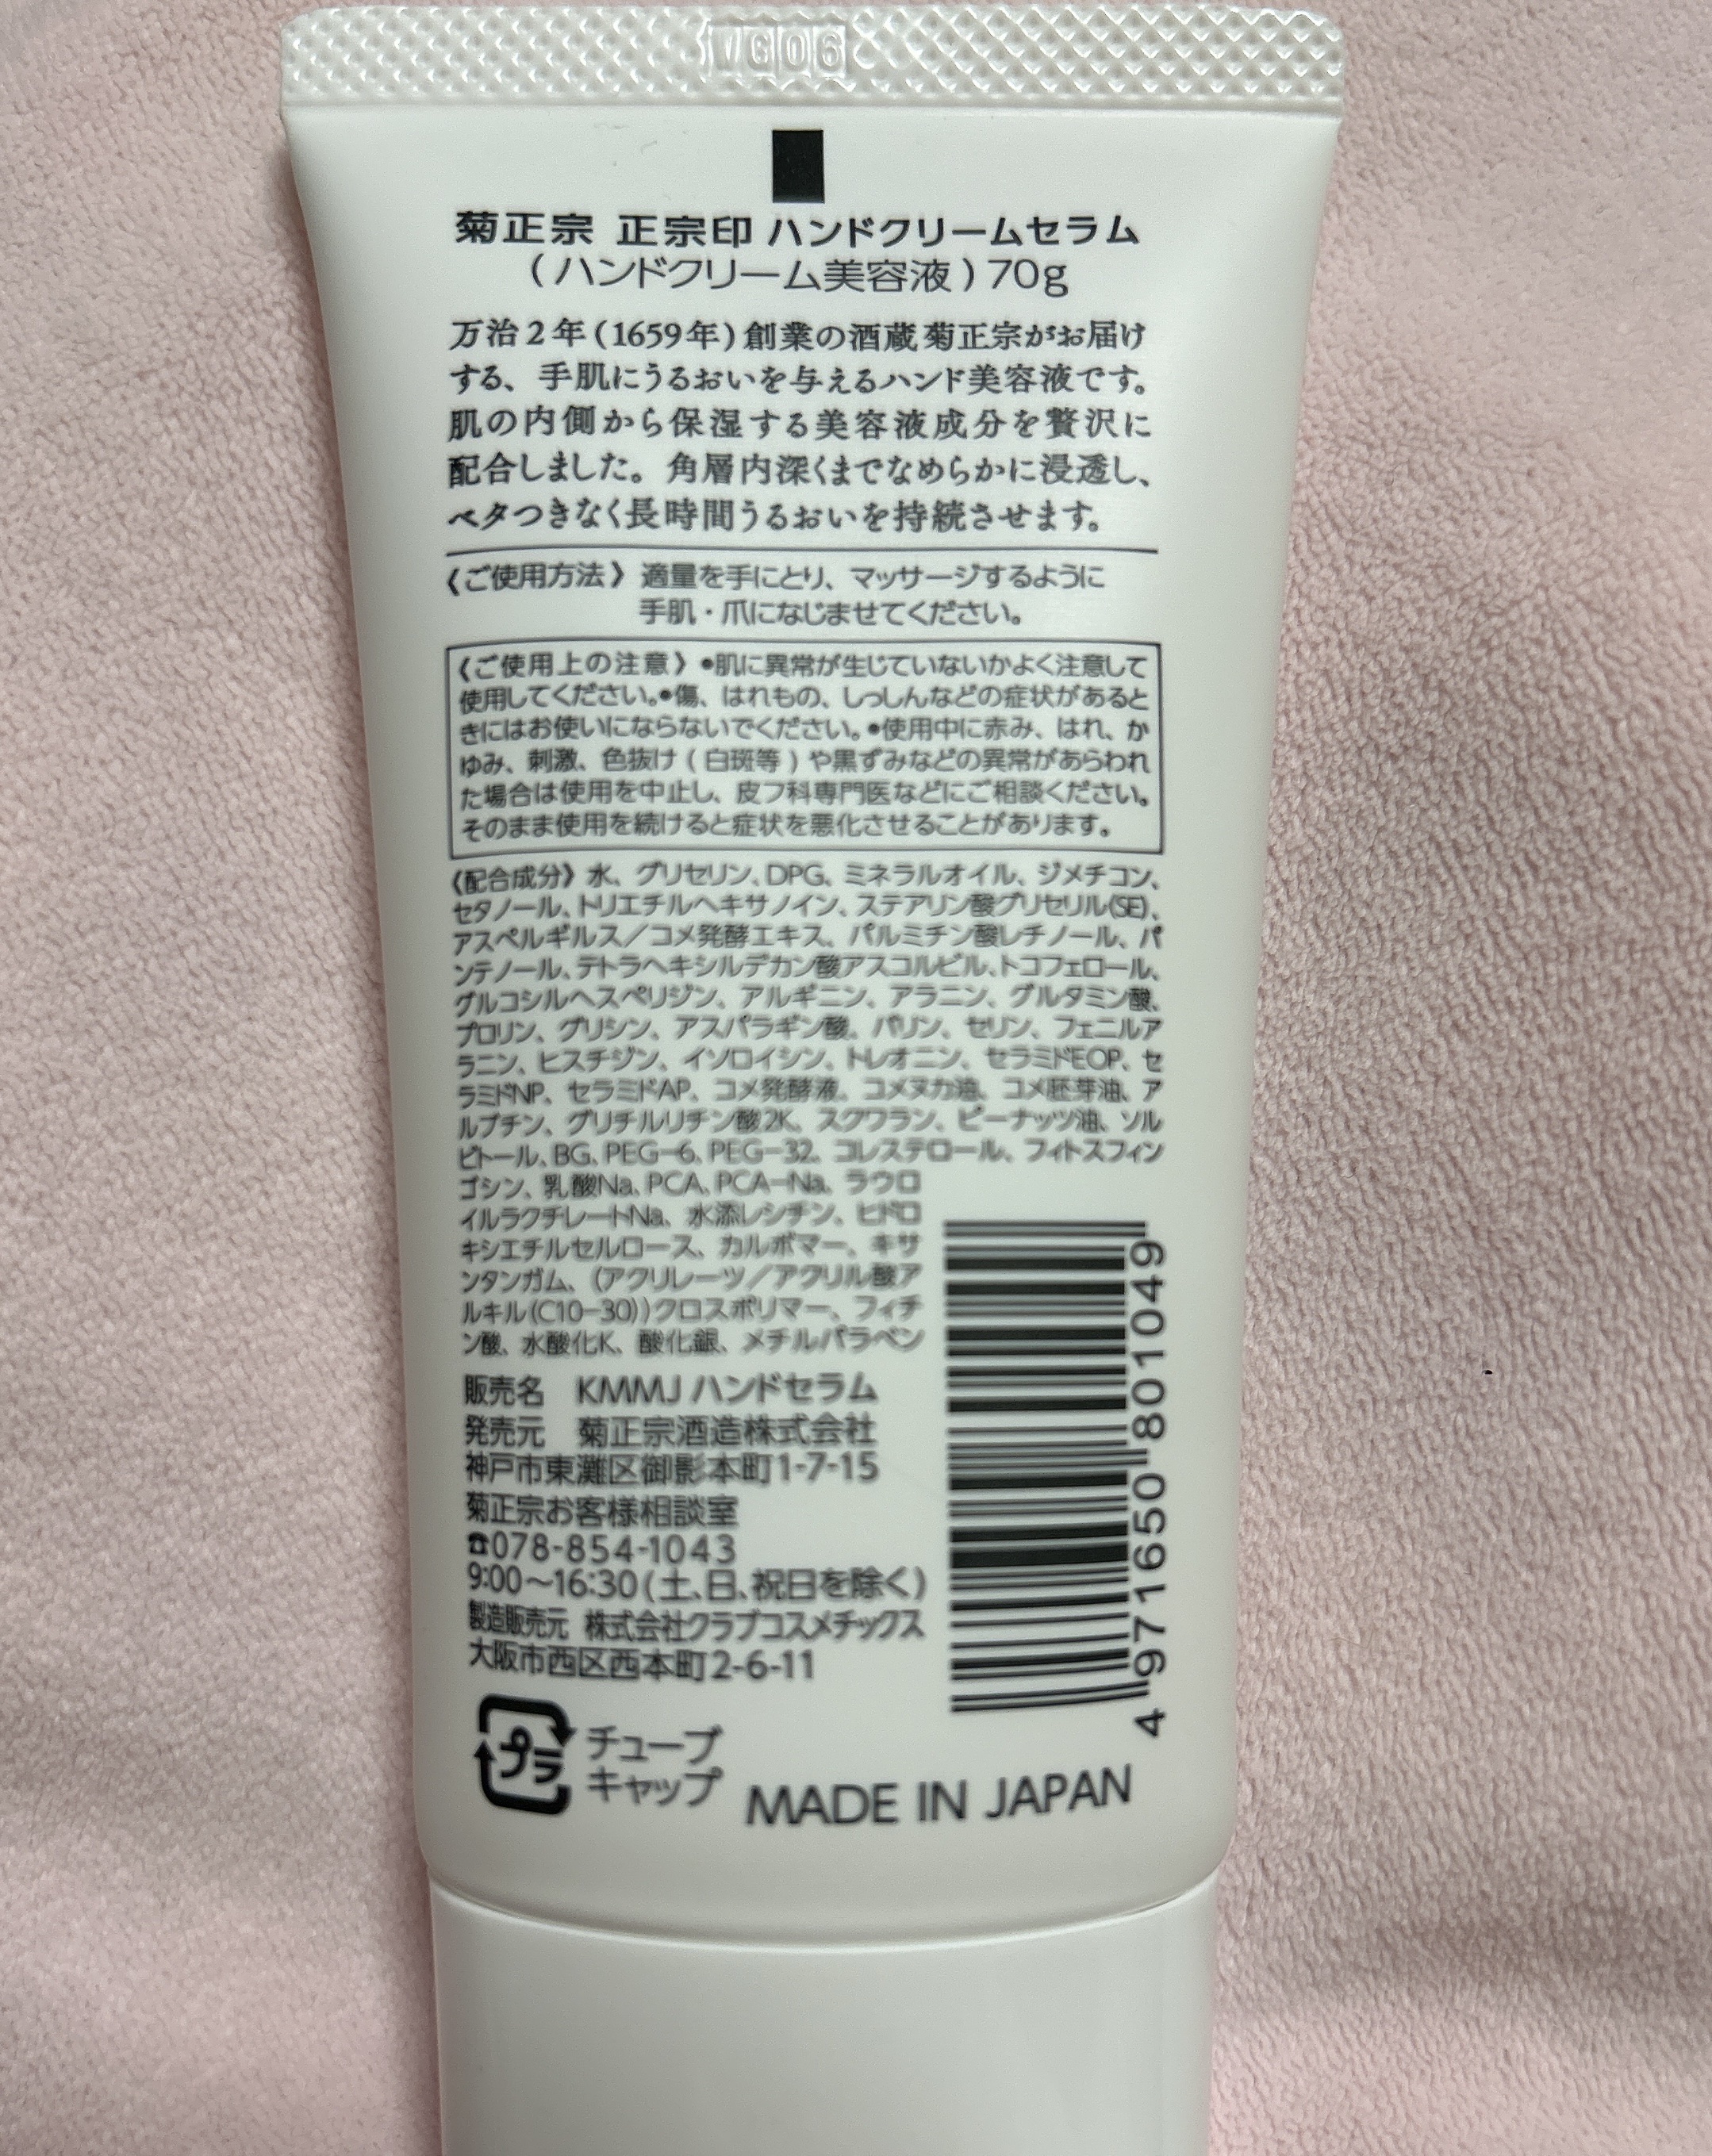 VG06
菊正宗 正宗印 ハンドクリームセラム
(ハンドクリーム美容液)70g
万治2年(1659年)創業の酒蔵菊正宗がお届け
する、手肌にうるおいを与えるハンド美容液です。
肌の内側から保湿する美容液成分を贅沢に
配合しました。角層内深くまでなめらかに浸透し、
ベタつきなく長時間うるおいを持続させます。
〈ご使用方法〉適量を手にとり、マッサージするように
手肌・爪になじませてください。
〈ご使用上の注意〉●肌に異常が生じていないかよく注意して
使用してください。●傷、はれもの、しっしんなどの症状があると
きにはお使いにならないでください。●使用中に赤み、はれ、か
ゆみ、刺激、色抜け(白斑等)や黒ずみなどの異常があらわれ
た場合は使用を中止し、皮フ科専門医などにご相談ください。
そのまま使用を続けると症状を悪化させることがあります。
〈配合成分〉水、グリセリン、DPG、ミネラルオイル、ジメチコン、
セタノール、トリエチルヘキサノイン、ステアリン酸グリセリル(SE)、
アスペルギルス/コメ発酵エキス、パルミチン酸レチノール、パ
ンテノール、テトラヘキシルデカン酸アスコルビル、トコフェロール、
グルコシルヘスペリジン、アルギニン、アラニン、グルタミン酸、
プロリン、グリシン、アスパラギン酸、バリン、セリン、フェニルア
ラニン、ヒスチジン、イソロイシン、トレオニン、セラミドEOP、セ
ラミドNP、セラミドAP、コメ発酵液、コメヌカ油、コメ胚芽油、ア
ルブチン、グリチルリチン酸2K、スクワラン、ピーナッツ油、ソル
ビトール、BG、PEG-6、PEG-32、コレステロール、フィトスフィン
ゴシン、乳酸Na、PCA、PCA-Na、ラウロ
イルラクチレートNa、水添レシチン、ヒドロ
キシエチルセルロース、カルボマー、キサ
ンタンガム、(アクリレーツ/アクリル酸ア
ルキル(C10-30))クロスポリマー、フィチ
ン酸、水酸化K、酸化銀、メチルパラベン
販売名 KMMJ ハンドセラム
発売元 菊正宗酒造株式会社
神戸市東灘区御影本町1-7-15
菊正宗お客様相談室
☎078-854-1043
9:00～16:30(土、日、祝日を除く)
製造販売元 株式会社クラブコスメチックス
大阪市西区西本町2-6-11
プラ
チューブ
キャップ
MADE IN JAPAN
4 971650 801049